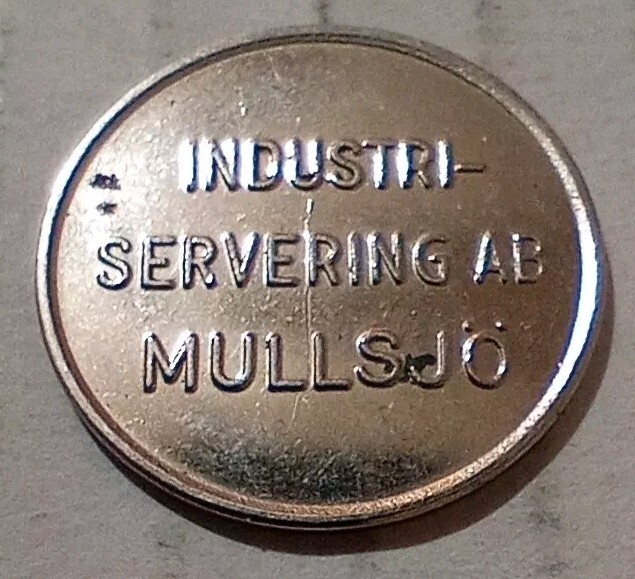 INDUSTRI-
SERVERING AB
MULLSJÖ